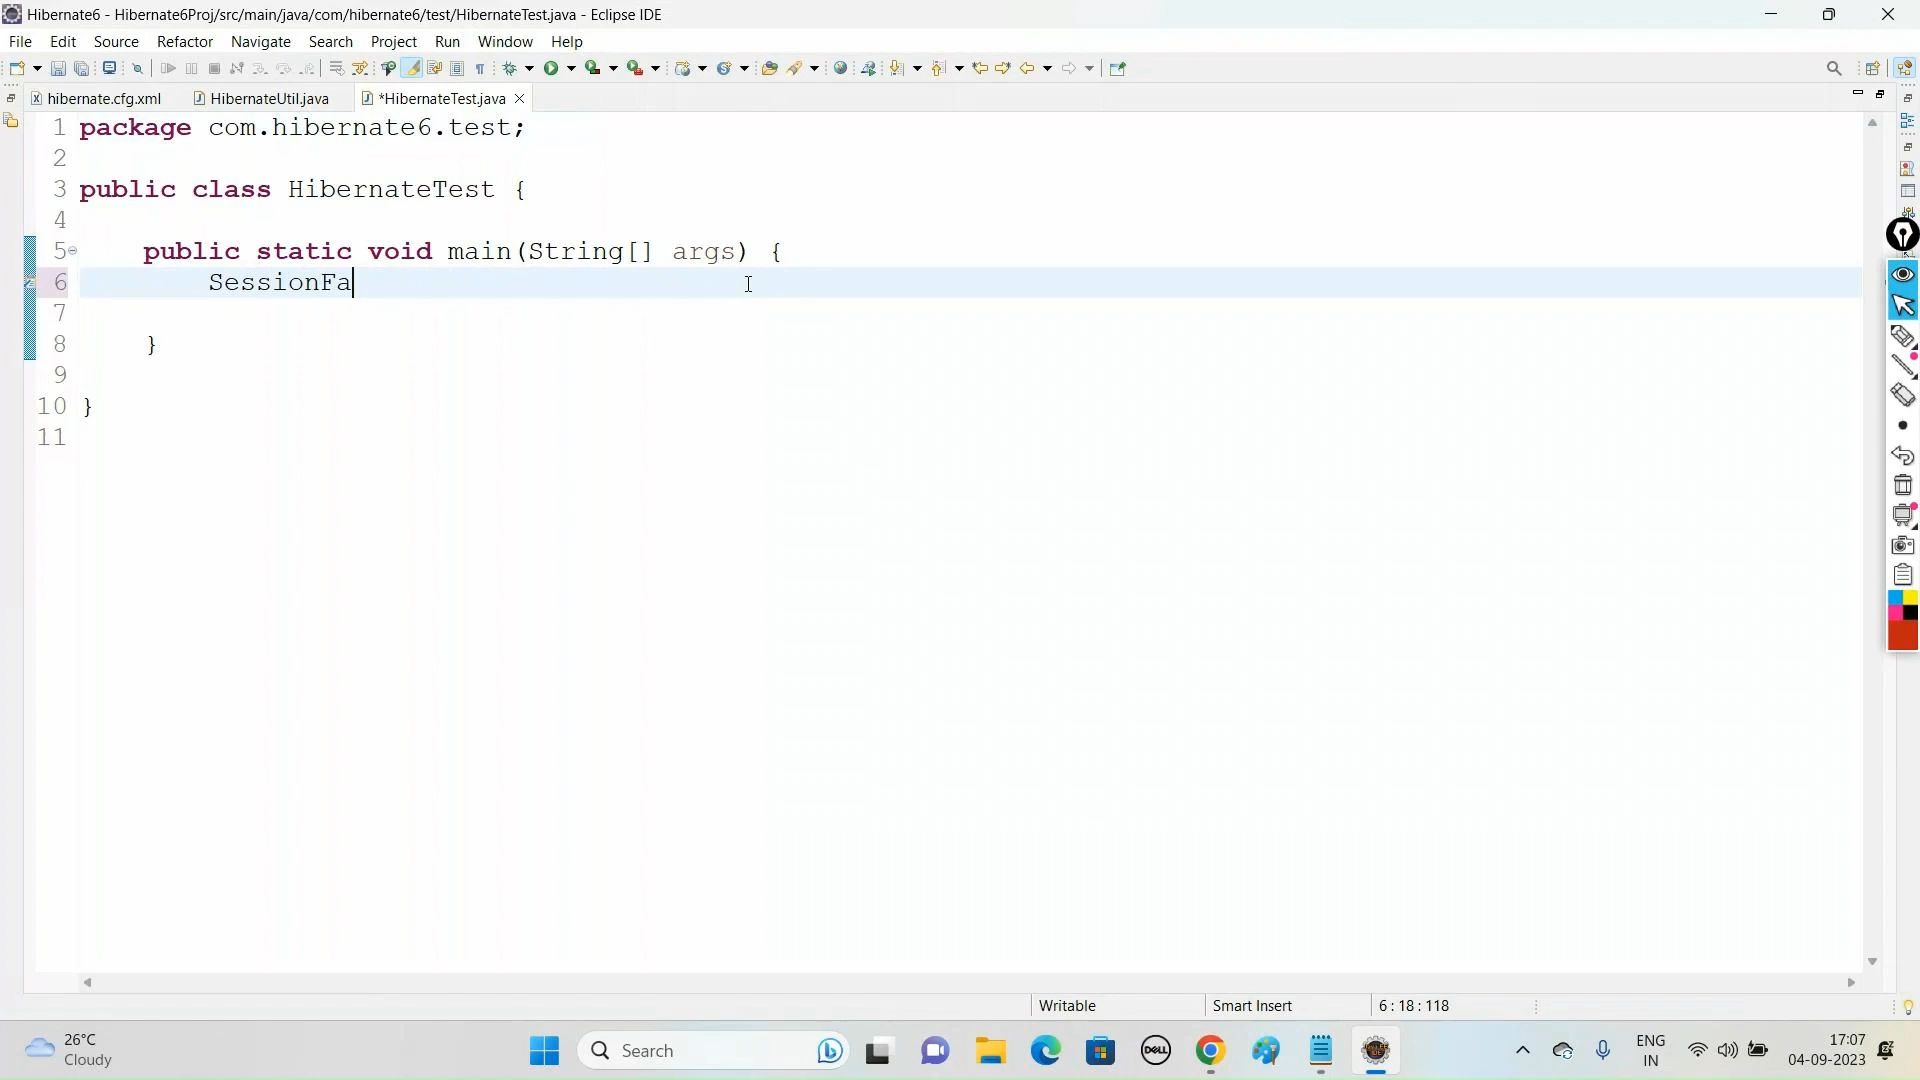 Hibernate6 - Hibernate6Proj/src/main/java/com/hibernate6/test/HibernateTest.java - Eclipse IDE
File Edit Source Refactor Navigate Search Project Run Window Help
hibernate.cfg.xml HibernateUtil.java *HibernateTest.java
1 package com.hibernate6.test;
2
3 public class HibernateTest {
4
5 public static void main(String[] args) {
6 SessionFa
7
8 }
9
10 }
11
Writable Smart Insert 6 : 18 : 118
26°C
Cloudy
Search
DELL
ENG
IN
17:07
04-09-2023